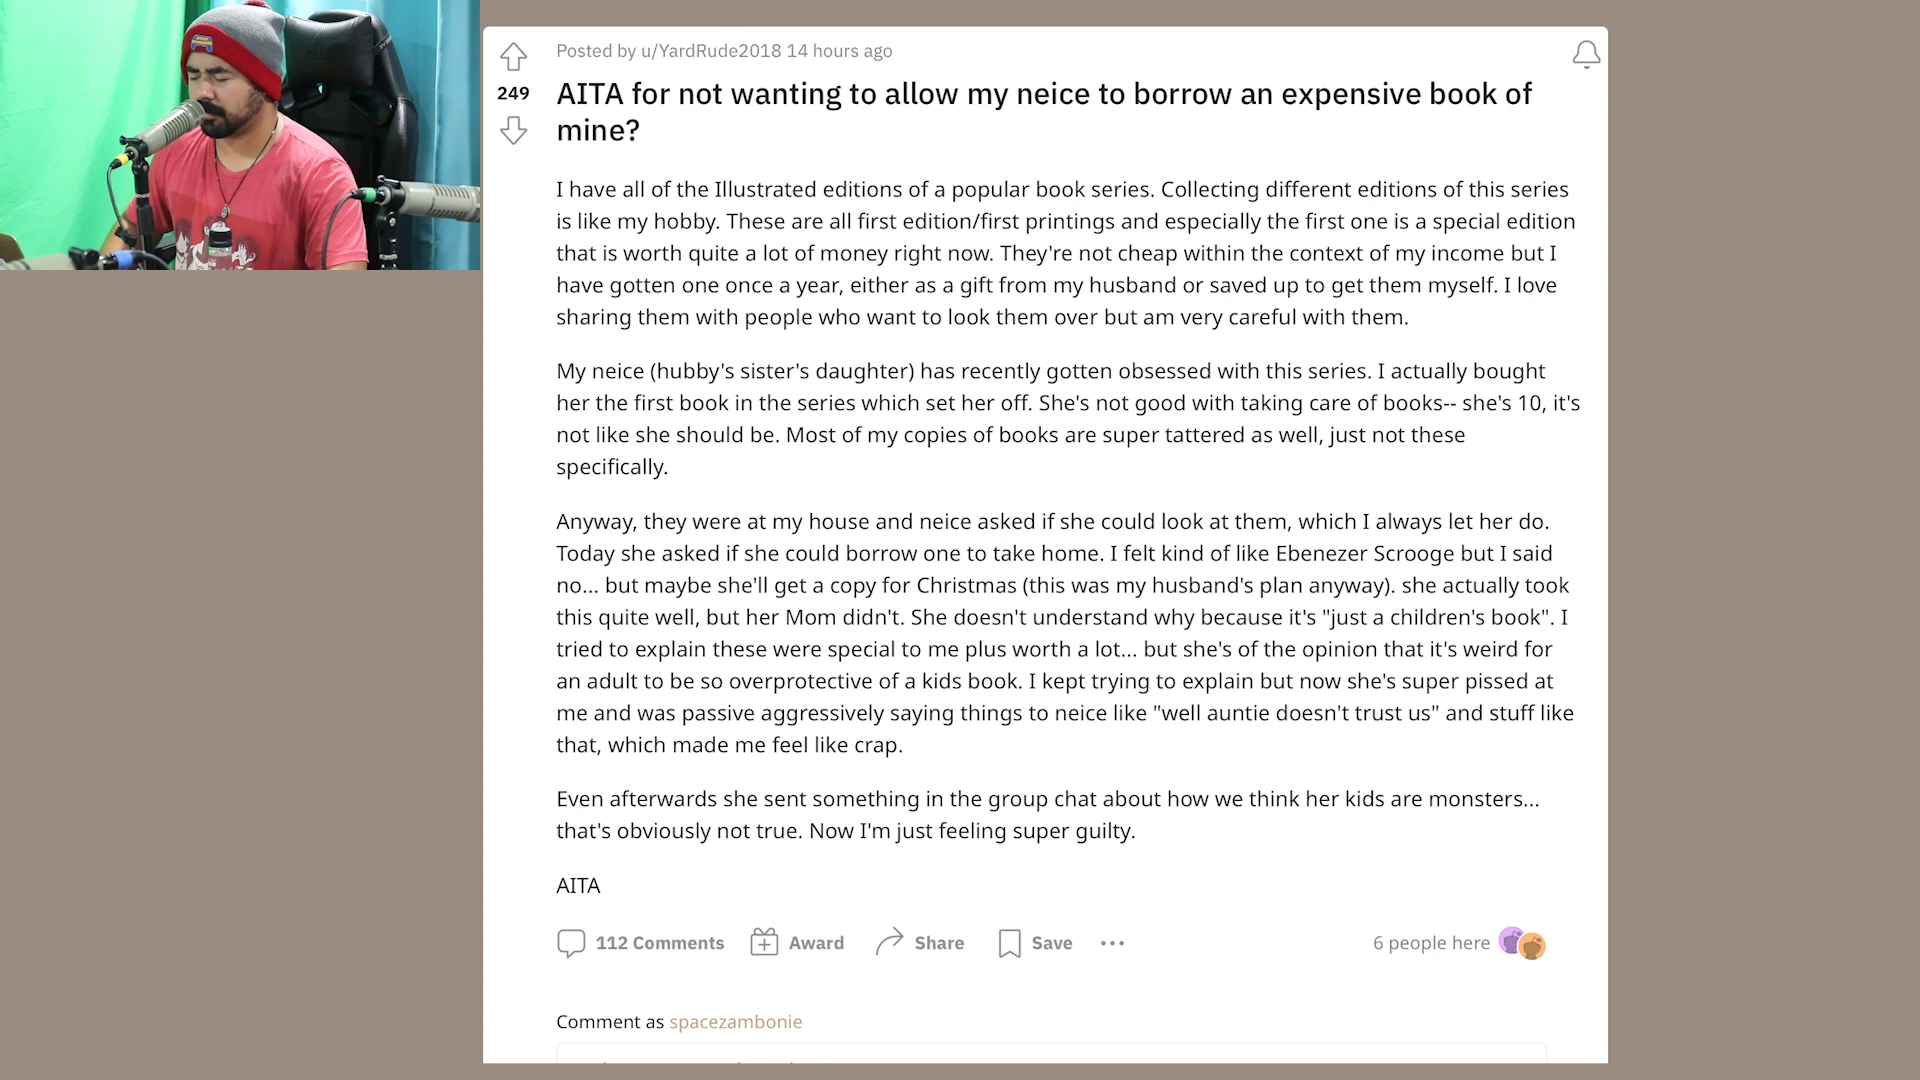 Posted by u/YardRude2018 14 hours ago
249
AITA for not wanting to allow my neice to borrow an expensive book of
mine?
I have all of the Illustrated editions of a popular book series. Collecting different editions of this series
is like my hobby. These are all first edition/first printings and especially the first one is a special edition
that is worth quite a lot of money right now. They're not cheap within the context of my income but I
have gotten one once a year, either as a gift from my husband or saved up to get them myself. I love
sharing them with people who want to look them over but am very careful with them.
My neice (hubby's sister's daughter) has recently gotten obsessed with this series. I actually bought
her the first book in the series which set her off. She's not good with taking care of books-- she's 10, it's
not like she should be. Most of my copies of books are super tattered as well, just not these
specifically.
Anyway, they were at my house and neice asked if she could look at them, which I always let her do.
Today she asked if she could borrow one to take home. I felt kind of like Ebenezer Scrooge but I said
no... but maybe she'll get a copy for Christmas (this was my husband's plan anyway). she actually took
this quite well, but her Mom didn't. She doesn't understand why because it's "just a children's book". I
tried to explain these were special to me plus worth a lot... but she's of the opinion that it's weird for
an adult to be so overprotective of a kids book. I kept trying to explain but now she's super pissed at
me and was passive aggressively saying things to neice like "well auntie doesn't trust us" and stuff like
that, which made me feel like crap.
Even afterwards she sent something in the group chat about how we think her kids are monsters...
that's obviously not true. Now I'm just feeling super guilty.
AITA
112 Comments Award Share Save ••• 6 people here
Comment as spacezambonie